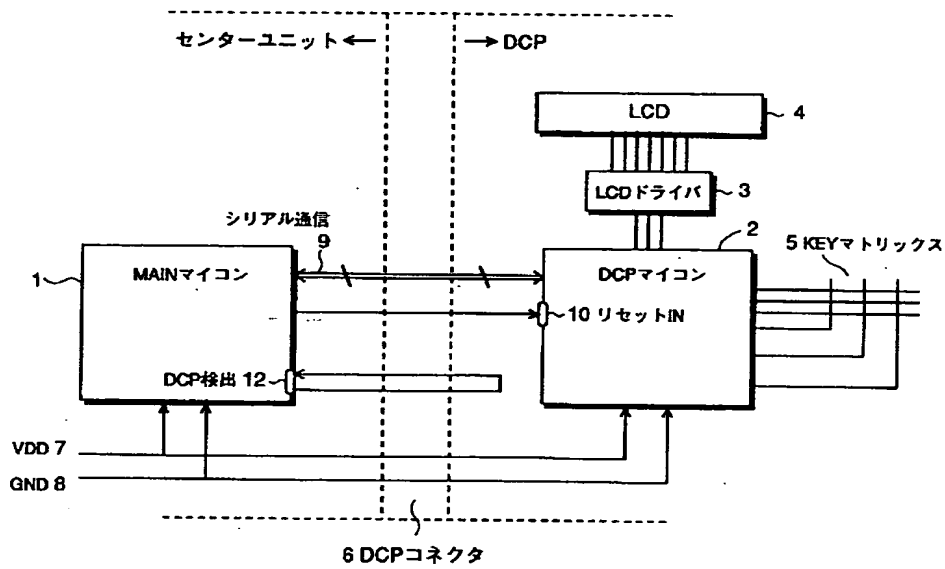 センターユニット
DCP
LCD
4
LCDドライバ
3
シリアル通信
9
2
5 KEYマトリックス
1
MAINマイコン
DCPマイコン
10 リセットIN
DCP検出 12
VDD 7
GND 8
6 DCPコネクタ